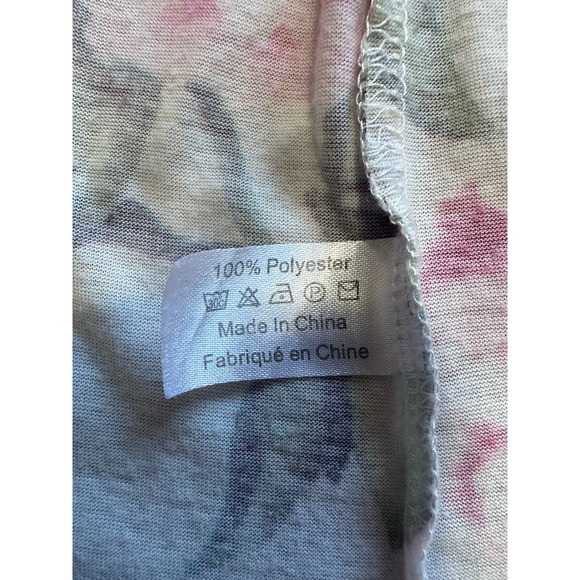 100% Polyester
Made In China
Fabriqué en Chine